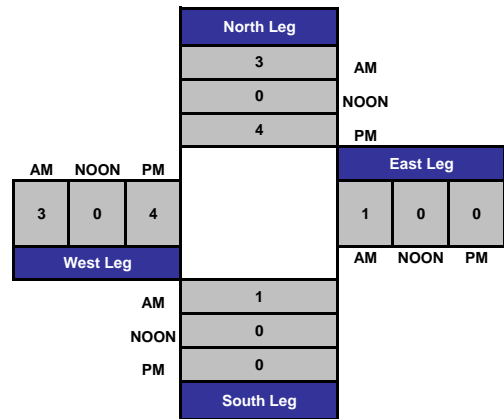 North Leg
3 AM
0 NOON
4 PM
AM NOON PM
3 0 4
West Leg
East Leg
1 0 0
AM NOON PM
AM 1
NOON 0
PM 0
South Leg